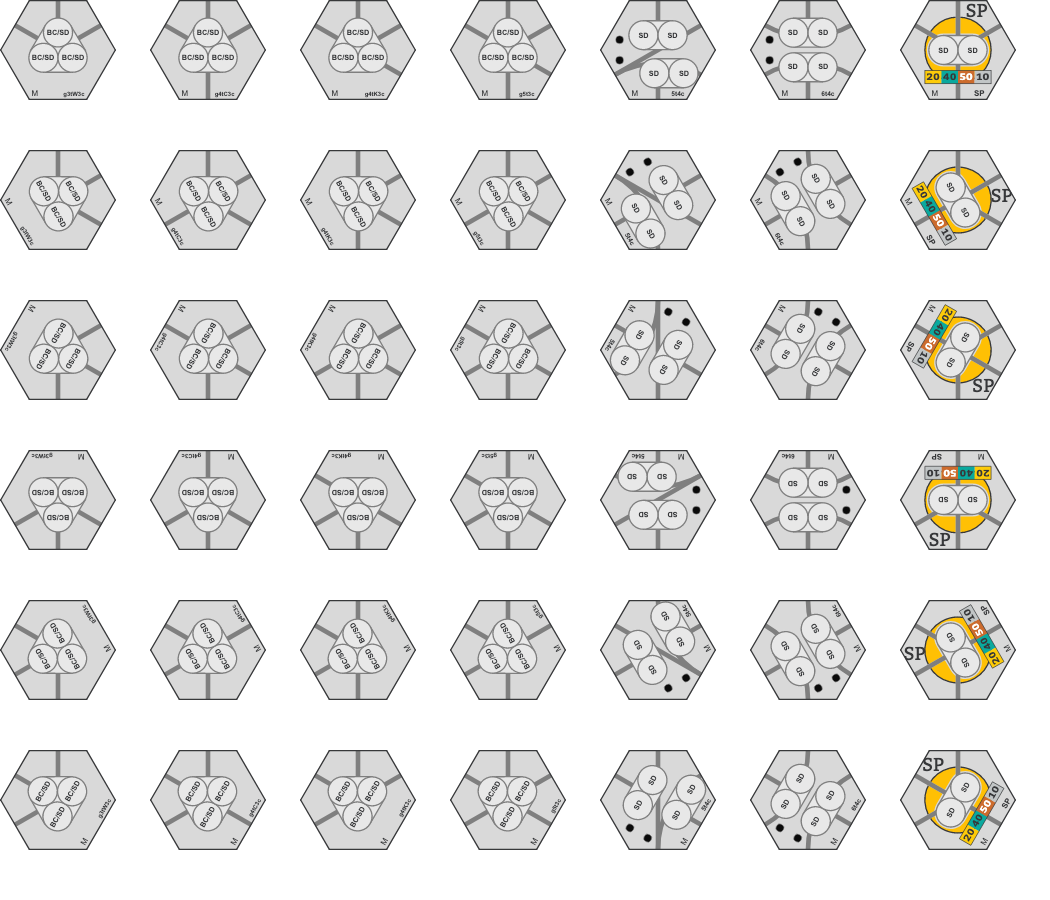 BC/SD BC/SD BC/SD BC/SD SD SD SD SD SP
BC/SD BC/SD BC/SD BC/SD BC/SD BC/SD BC/SD BC/SD SD SD SD SD SD SD
20 40 50 10
M g3tW3c M g4tC3c M g4tK3c M g5t3c M 5t4c M 6t4c M SP
BC/SD BC/SD BC/SD M g3tW3c
BC/SD BC/SD BC/SD M g4tC3c
BC/SD BC/SD BC/SD M g4tK3c
BC/SD BC/SD BC/SD M g5t3c
SD SD SD SD M 5t4c
SD SD SD SD M 6t4c
SD SD SP 20 40 50 10 M SP
BC/SD BC/SD BC/SD M g3tW3c
BC/SD BC/SD BC/SD M g4tC3c
BC/SD BC/SD BC/SD M g4tK3c
BC/SD BC/SD BC/SD M g5t3c
SD SD SD SD M 5t4c
SD SD SD SD M 6t4c
SD SD SP 20 40 50 10 M SP
BC/SD BC/SD BC/SD M g3tW3c
BC/SD BC/SD BC/SD M g4tC3c
BC/SD BC/SD BC/SD M g4tK3c
BC/SD BC/SD BC/SD M g5t3c
SD SD SD SD M 5t4c
SD SD SD SD M 6t4c
SD SD SP 20 40 50 10 M SP
BC/SD BC/SD BC/SD M g3tW3c
BC/SD BC/SD BC/SD M g4tC3c
BC/SD BC/SD BC/SD M g4tK3c
BC/SD BC/SD BC/SD M g5t3c
SD SD SD SD M 5t4c
SD SD SD SD M 6t4c
SD SD SP 20 40 50 10 M SP
BC/SD BC/SD BC/SD M g3tW3c
BC/SD BC/SD BC/SD M g4tC3c
BC/SD BC/SD BC/SD M g4tK3c
BC/SD BC/SD BC/SD M g5t3c
SD SD SD SD M 5t4c
SD SD SD SD M 6t4c
SD SD SP 20 40 50 10 M SP